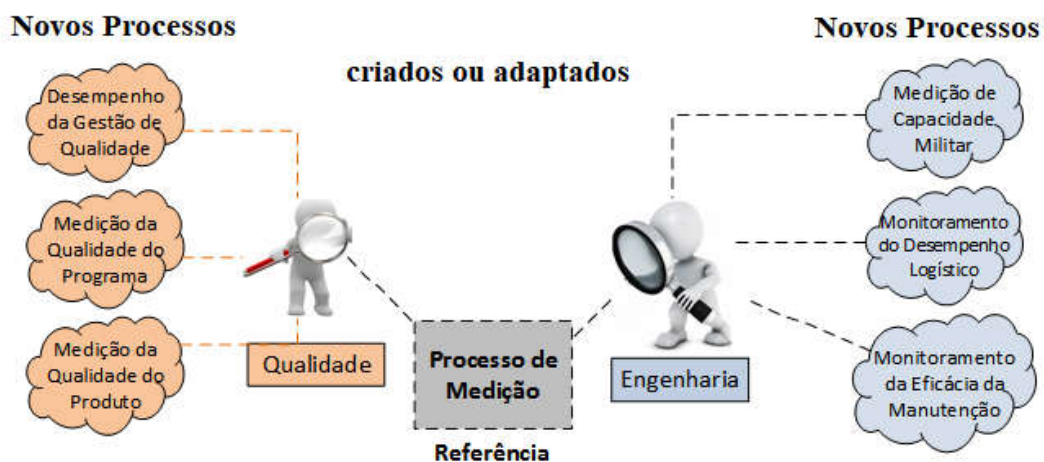 Novos Processos
Novos Processos
criados ou adaptados
Desempenho
da Gestão de
Qualidade
Medição da
Qualidade do
Programa
Medição da
Qualidade do
Produto
Qualidade
Processo de
Medição
Referência
Engenharia
Medição de
Capacidade
Militar
Monitoramento
do Desempenho
Logístico
Monitoramento
da Eficácia da
Manutenção